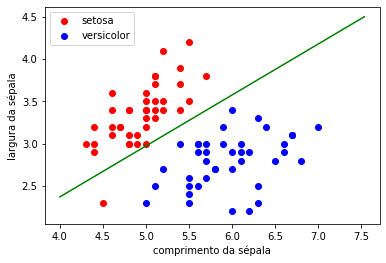 setosa
versicolor
4.5
4.0
3.5
3.0
2.5
largura da sépala
4.0 4.5 5.0 5.5 6.0 6.5 7.0 7.5
comprimento da sépala